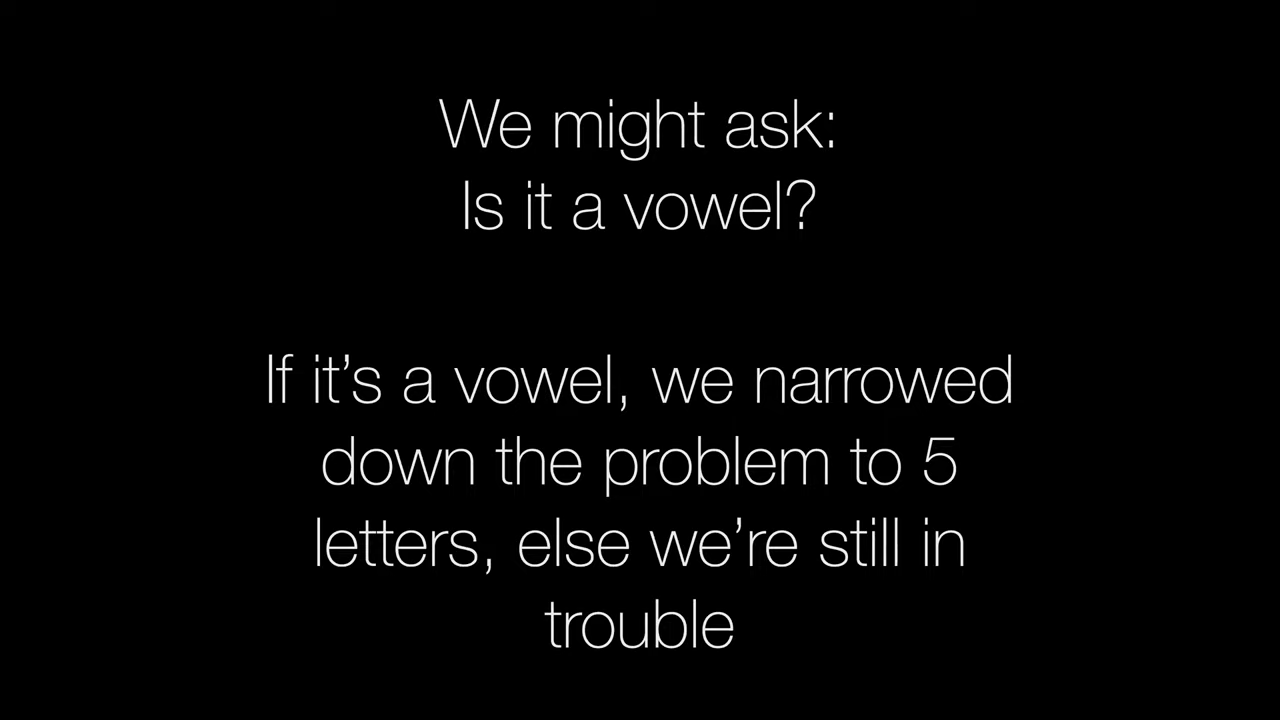 We might ask:
Is it a vowel?
If it’s a vowel, we narrowed
down the problem to 5
letters, else we’re still in
trouble